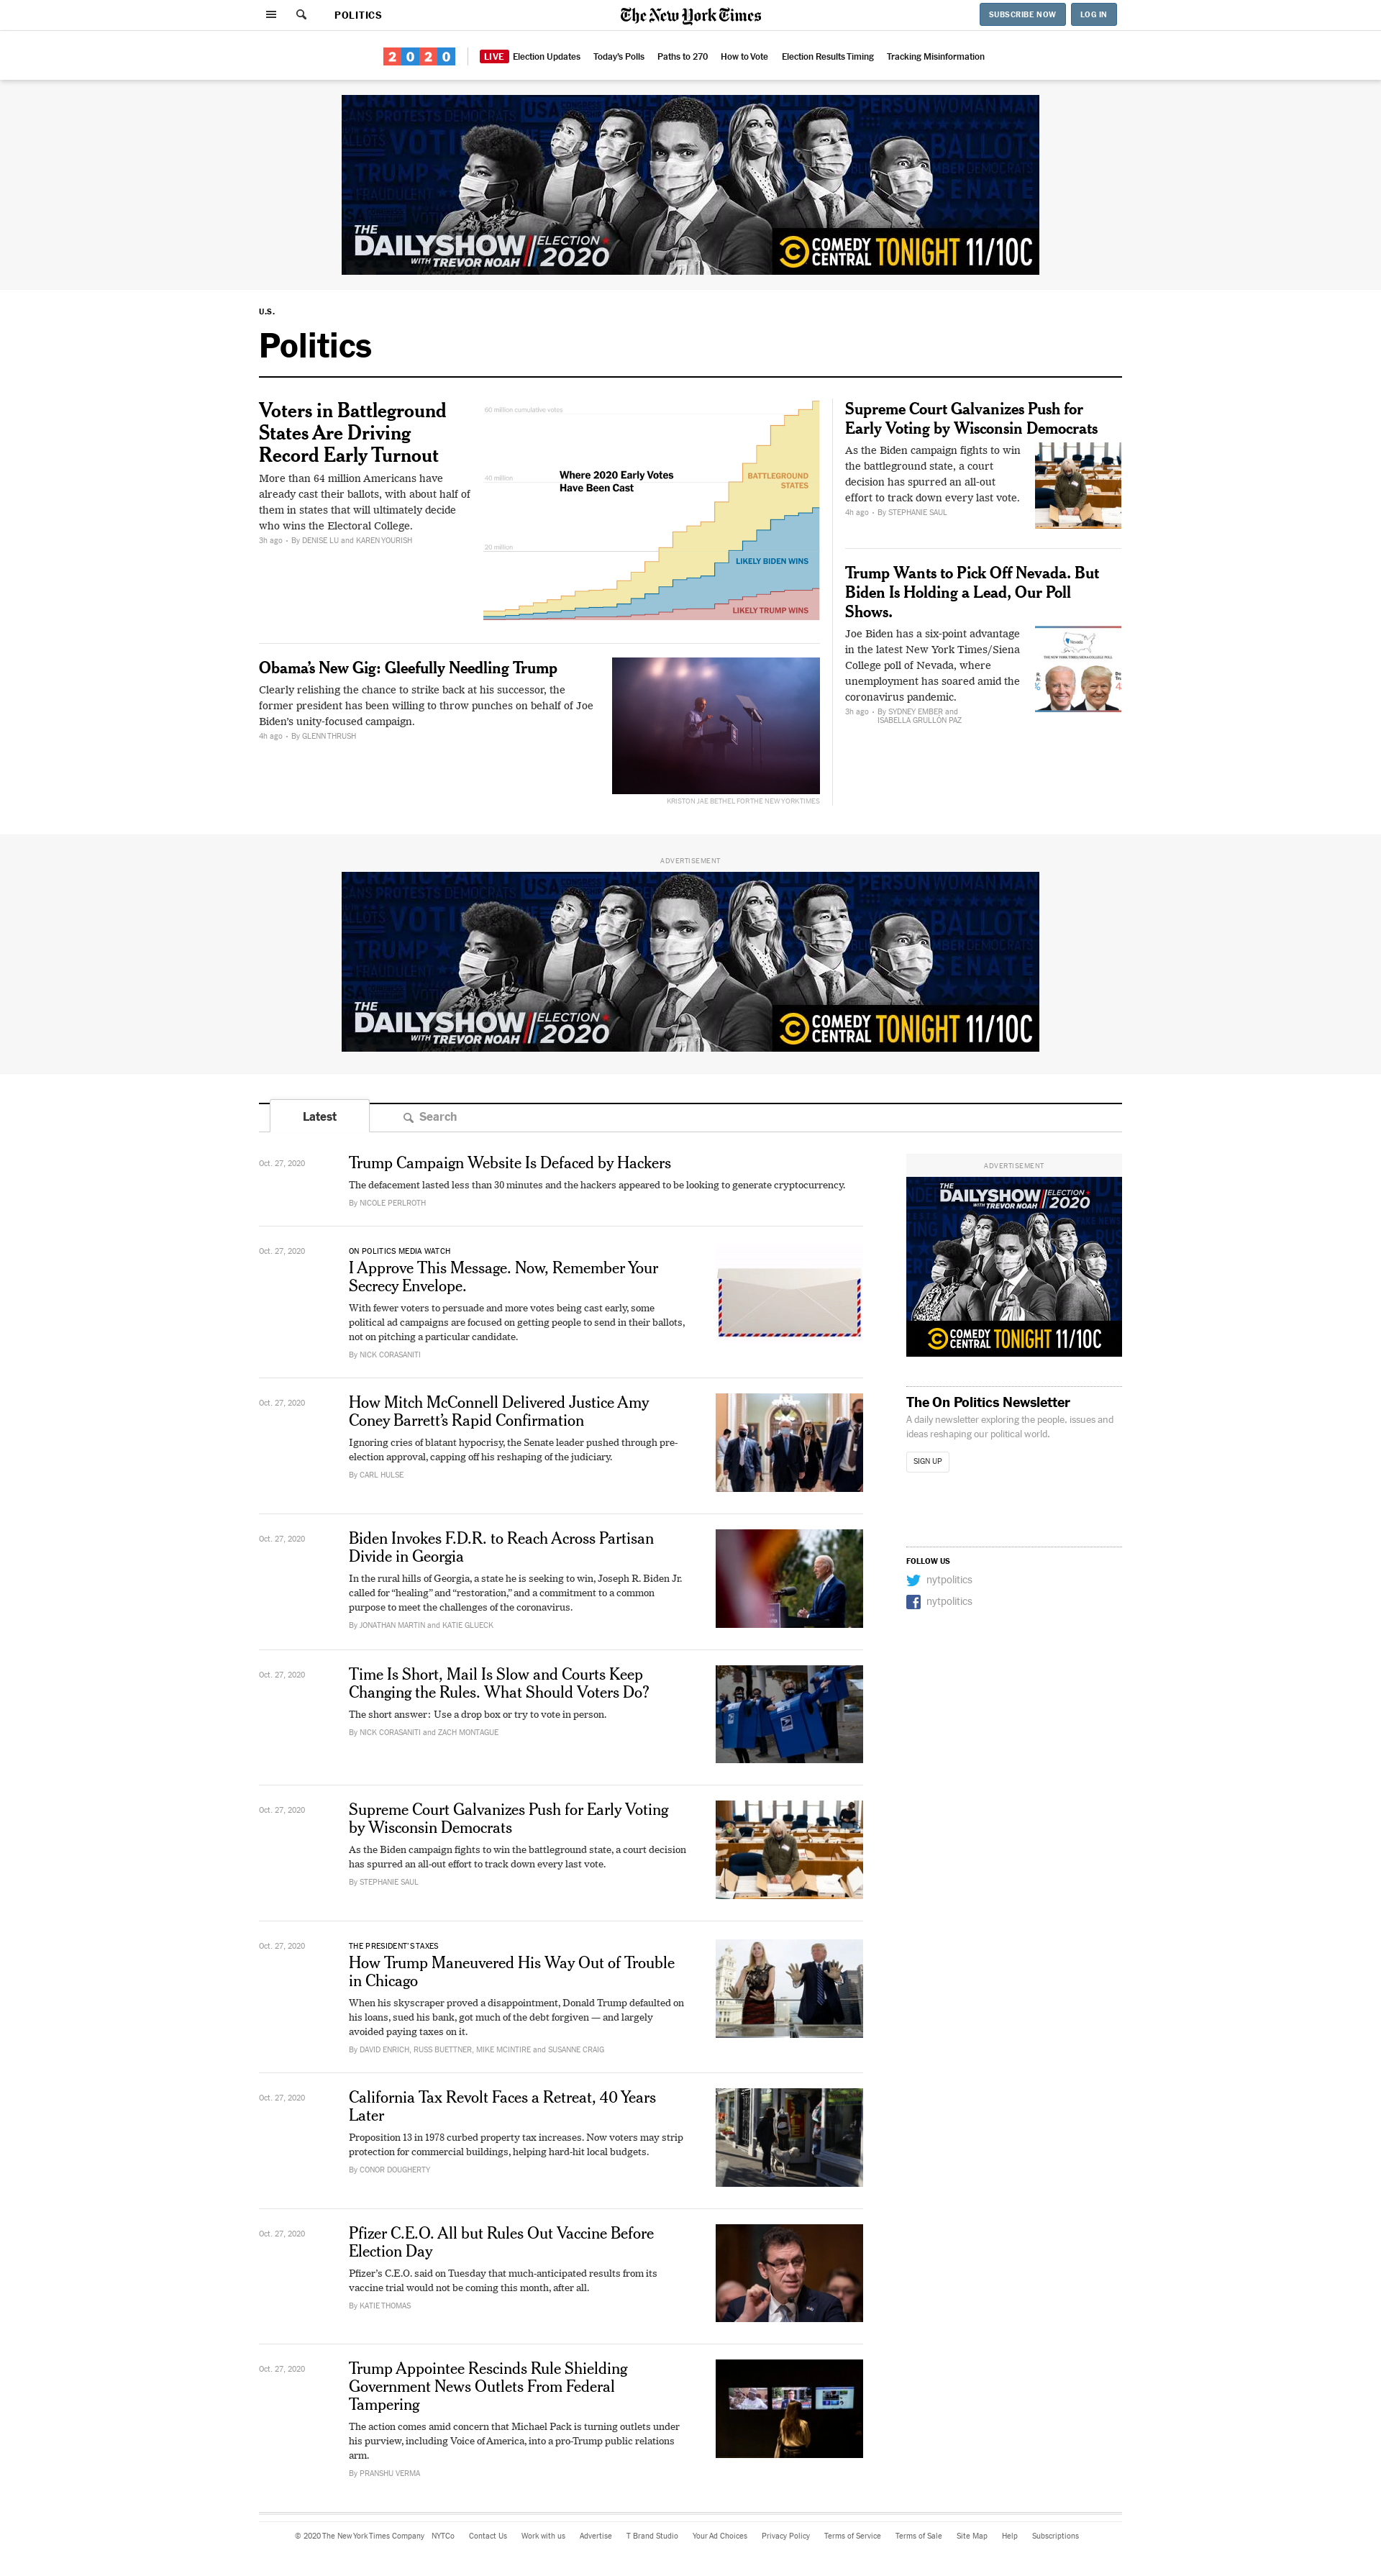 POLITICS
The New York Times
SUBSCRIBE NOW
LOG IN
2020
LIVE Election Updates
Today's Polls
Paths to 270
How to Vote
Election Results Timing
Tracking Misinformation
THE
DAILYSHOW
WITH TREVOR NOAH
ELECTION
2020
COMEDY
CENTRAL
TONIGHT 11/10C
U.S.
Politics
Voters in Battleground
States Are Driving
Record Early Turnout
More than 64 million Americans have
already cast their ballots, with about half of
them in states that will ultimately decide
who wins the Electoral College.
3h ago • By DENISE LU and KAREN YOURISH
60 million cumulative votes
40 million
20 million
Where 2020 Early Votes
Have Been Cast
BATTLEGROUND
STATES
LIKELY BIDEN WINS
LIKELY TRUMP WINS
Obama's New Gig: Gleefully Needling Trump
Clearly relishing the chance to strike back at his successor, the
former president has been willing to throw punches on behalf of Joe
Biden's unity-focused campaign.
4h ago • By GLENN THRUSH
KRISTON JAE BETHEL FOR THE NEW YORK TIMES
Supreme Court Galvanizes Push for
Early Voting by Wisconsin Democrats
As the Biden campaign fights to win
the battleground state, a court
decision has spurred an all-out
effort to track down every last vote.
4h ago • By STEPHANIE SAUL
Trump Wants to Pick Off Nevada. But
Biden Is Holding a Lead, Our Poll
Shows.
Joe Biden has a six-point advantage
in the latest New York Times/Siena
College poll of Nevada, where
unemployment has soared amid the
coronavirus pandemic.
3h ago • By SYDNEY EMBER and
ISABELLA GRULLÓN PAZ
ADVERTISEMENT
THE
DAILYSHOW
WITH TREVOR NOAH
ELECTION
2020
COMEDY
CENTRAL
TONIGHT 11/10C
Latest
Search
Oct. 27, 2020
Trump Campaign Website Is Defaced by Hackers
The defacement lasted less than 30 minutes and the hackers appeared to be looking to generate cryptocurrency.
By NICOLE PERLROTH
Oct. 27, 2020
ON POLITICS MEDIA WATCH
I Approve This Message. Now, Remember Your
Secrecy Envelope.
With fewer voters to persuade and more votes being cast early, some
political ad campaigns are focused on getting people to send in their ballots,
not on pitching a particular candidate.
By NICK CORASANITI
Oct. 27, 2020
How Mitch McConnell Delivered Justice Amy
Coney Barrett's Rapid Confirmation
Ignoring cries of blatant hypocrisy, the Senate leader pushed through pre-
election approval, capping off his reshaping of the judiciary.
By CARL HULSE
Oct. 27, 2020
Biden Invokes F.D.R. to Reach Across Partisan
Divide in Georgia
In the rural hills of Georgia, a state he is seeking to win, Joseph R. Biden Jr.
called for “healing” and “restoration,” and a commitment to a common
purpose to meet the challenges of the coronavirus.
By JONATHAN MARTIN and KATIE GLUECK
Oct. 27, 2020
Time Is Short, Mail Is Slow and Courts Keep
Changing the Rules. What Should Voters Do?
The short answer: Use a drop box or try to vote in person.
By NICK CORASANITI and ZACH MONTAGUE
Oct. 27, 2020
Supreme Court Galvanizes Push for Early Voting
by Wisconsin Democrats
As the Biden campaign fights to win the battleground state, a court decision
has spurred an all-out effort to track down every last vote.
By STEPHANIE SAUL
Oct. 27, 2020
THE PRESIDENT'S TAXES
How Trump Maneuvered His Way Out of Trouble
in Chicago
When his skyscraper proved a disappointment, Donald Trump defaulted on
his loans, sued his bank, got much of the debt forgiven — and largely
avoided paying taxes on it.
By DAVID ENRICH, RUSS BUETTNER, MIKE MCINTIRE and SUSANNE CRAIG
Oct. 27, 2020
California Tax Revolt Faces a Retreat, 40 Years
Later
Proposition 13 in 1978 curbed property tax increases. Now voters may strip
protection for commercial buildings, helping hard-hit local budgets.
By CONOR DOUGHERTY
Oct. 27, 2020
Pfizer C.E.O. All but Rules Out Vaccine Before
Election Day
Pfizer's C.E.O. said on Tuesday that much-anticipated results from its
vaccine trial would not be coming this month, after all.
By KATIE THOMAS
Oct. 27, 2020
Trump Appointee Rescinds Rule Shielding
Government News Outlets From Federal
Tampering
The action comes amid concern that Michael Pack is turning outlets under
his purview, including Voice of America, into a pro-Trump public relations
arm.
By PRANSHU VERMA
ADVERTISEMENT
THE
DAILYSHOW
WITH TREVOR NOAH
ELECTION
2020
COMEDY
CENTRAL
TONIGHT 11/10C
The On Politics Newsletter
A daily newsletter exploring the people, issues and
ideas reshaping our political world.
SIGN UP
FOLLOW US
nytpolitics
nytpolitics
© 2020 The New York Times Company
NYTCo
Contact Us
Work with us
Advertise
T Brand Studio
Your Ad Choices
Privacy Policy
Terms of Service
Terms of Sale
Site Map
Help
Subscriptions